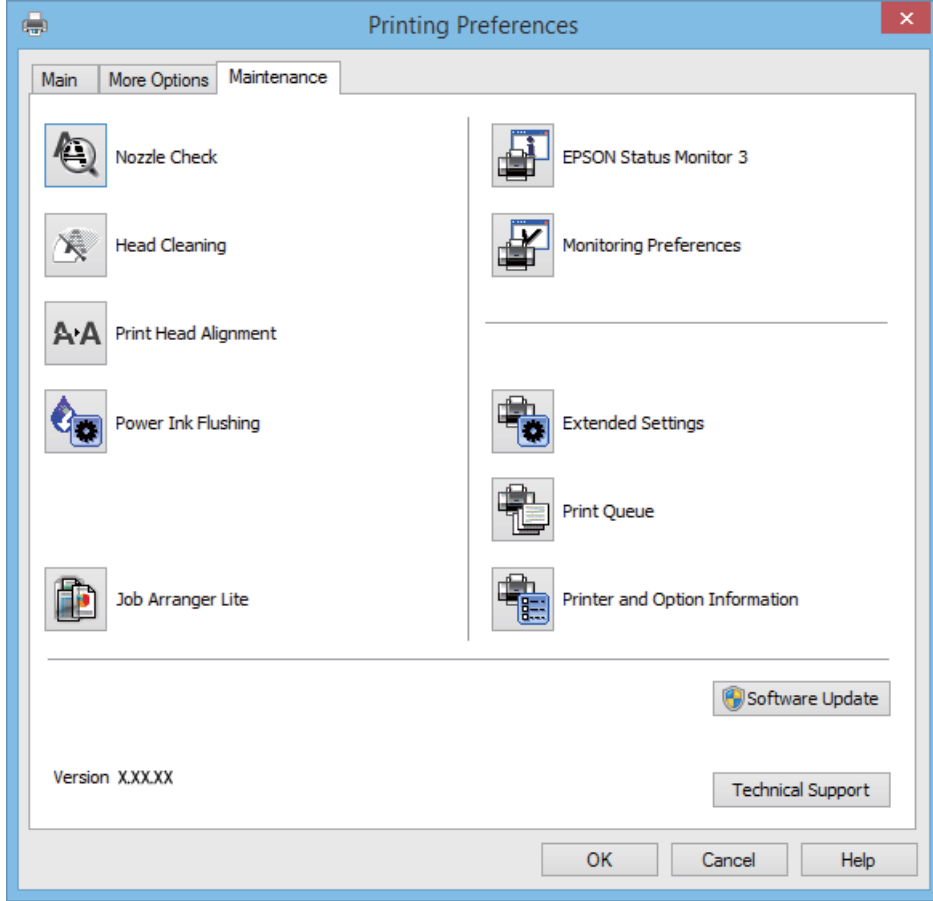 Printing Preferences
Main
More Options
Maintenance
Nozzle Check
EPSON Status Monitor 3
Head Cleaning
Monitoring Preferences
Print Head Alignment
Power Ink Flushing
Extended Settings
Print Queue
Job Arranger Lite
Printer and Option Information
Software Update
Version X.XX.XX
Technical Support
OK
Cancel
Help